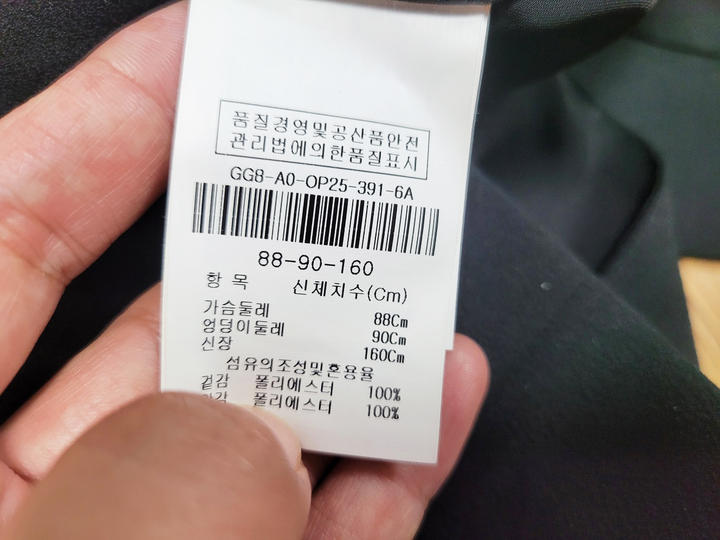 품질경영및공산품안전
관리법에의한품질표시
GG8-A0-OP25-391-6A
88-90-160
항 목 신체치수(Cm)
가슴둘레 88Cm
엉덩이둘레 90Cm
신장 160Cm
섬유의조성및혼용율
겉감 폴리에스터 100%
폴리에스터 100%